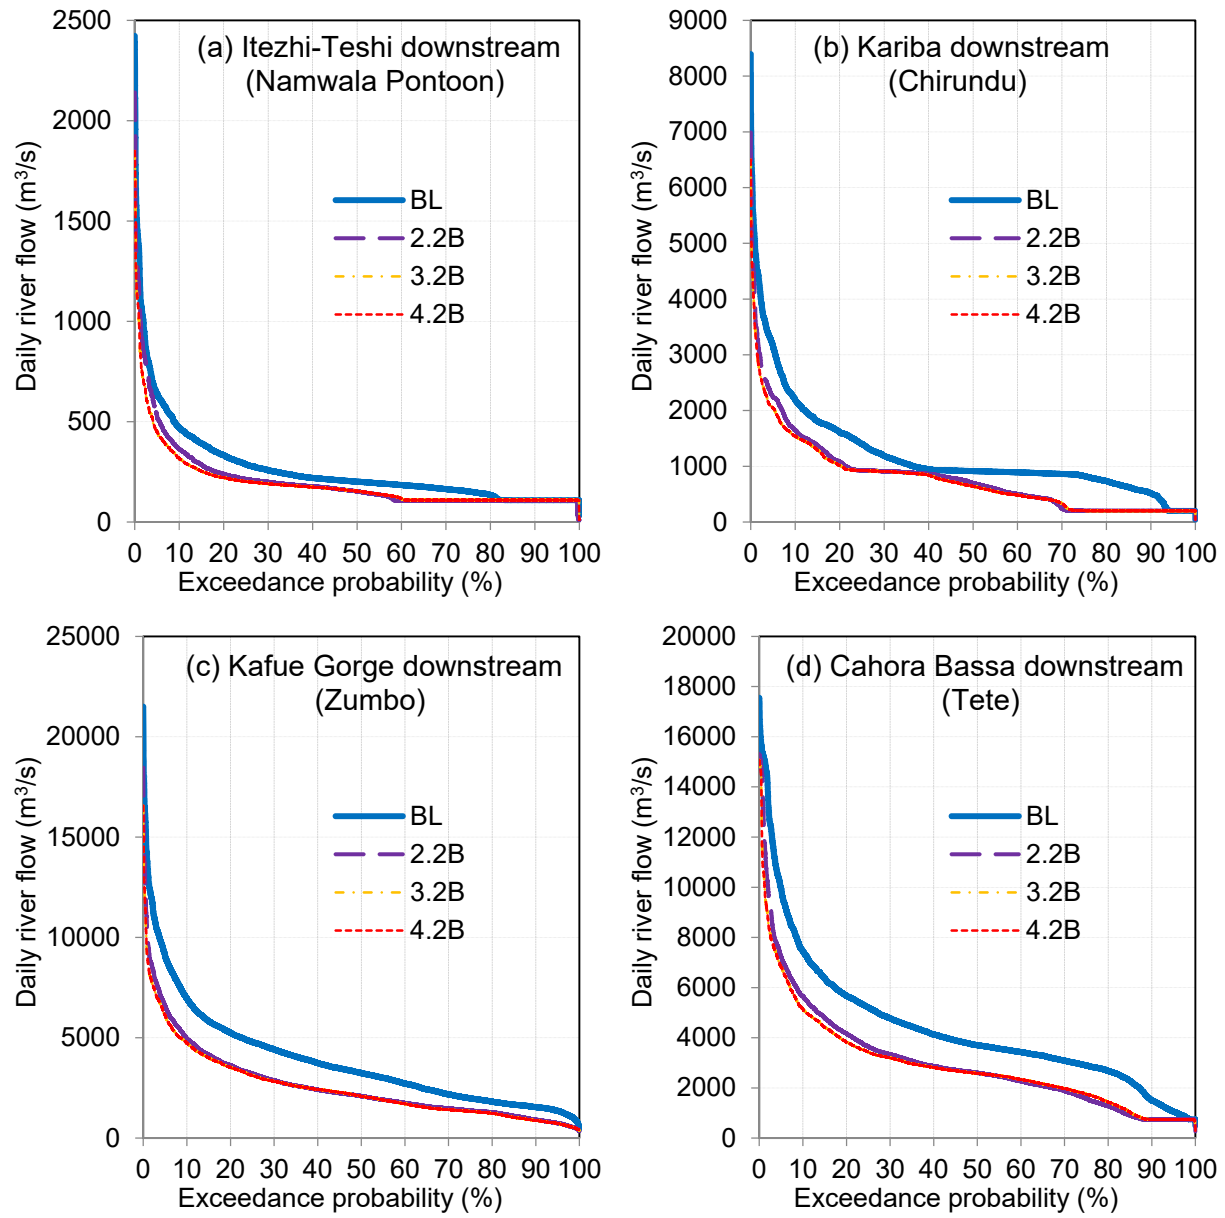 (a) Itezhi-Teshi downstream
(Namwala Pontoon)
Daily river flow (m³/s)
2500
2000
1500
1000
500
0
BL
2.2B
3.2B
4.2B
0 10 20 30 40 50 60 70 80 90 100
Exceedance probability (%)
(b) Kariba downstream
(Chirundu)
Daily river flow (m³/s)
9000
8000
7000
6000
5000
4000
3000
2000
1000
0
BL
2.2B
3.2B
4.2B
0 10 20 30 40 50 60 70 80 90 100
Exceedance probability (%)
(c) Kafue Gorge downstream
(Zumbo)
Daily river flow (m³/s)
25000
20000
15000
10000
5000
0
BL
2.2B
3.2B
4.2B
0 10 20 30 40 50 60 70 80 90 100
Exceedance probability (%)
(d) Cahora Bassa downstream
(Tete)
Daily river flow (m³/s)
20000
18000
16000
14000
12000
10000
8000
6000
4000
2000
0
BL
2.2B
3.2B
4.2B
0 10 20 30 40 50 60 70 80 90 100
Exceedance probability (%)